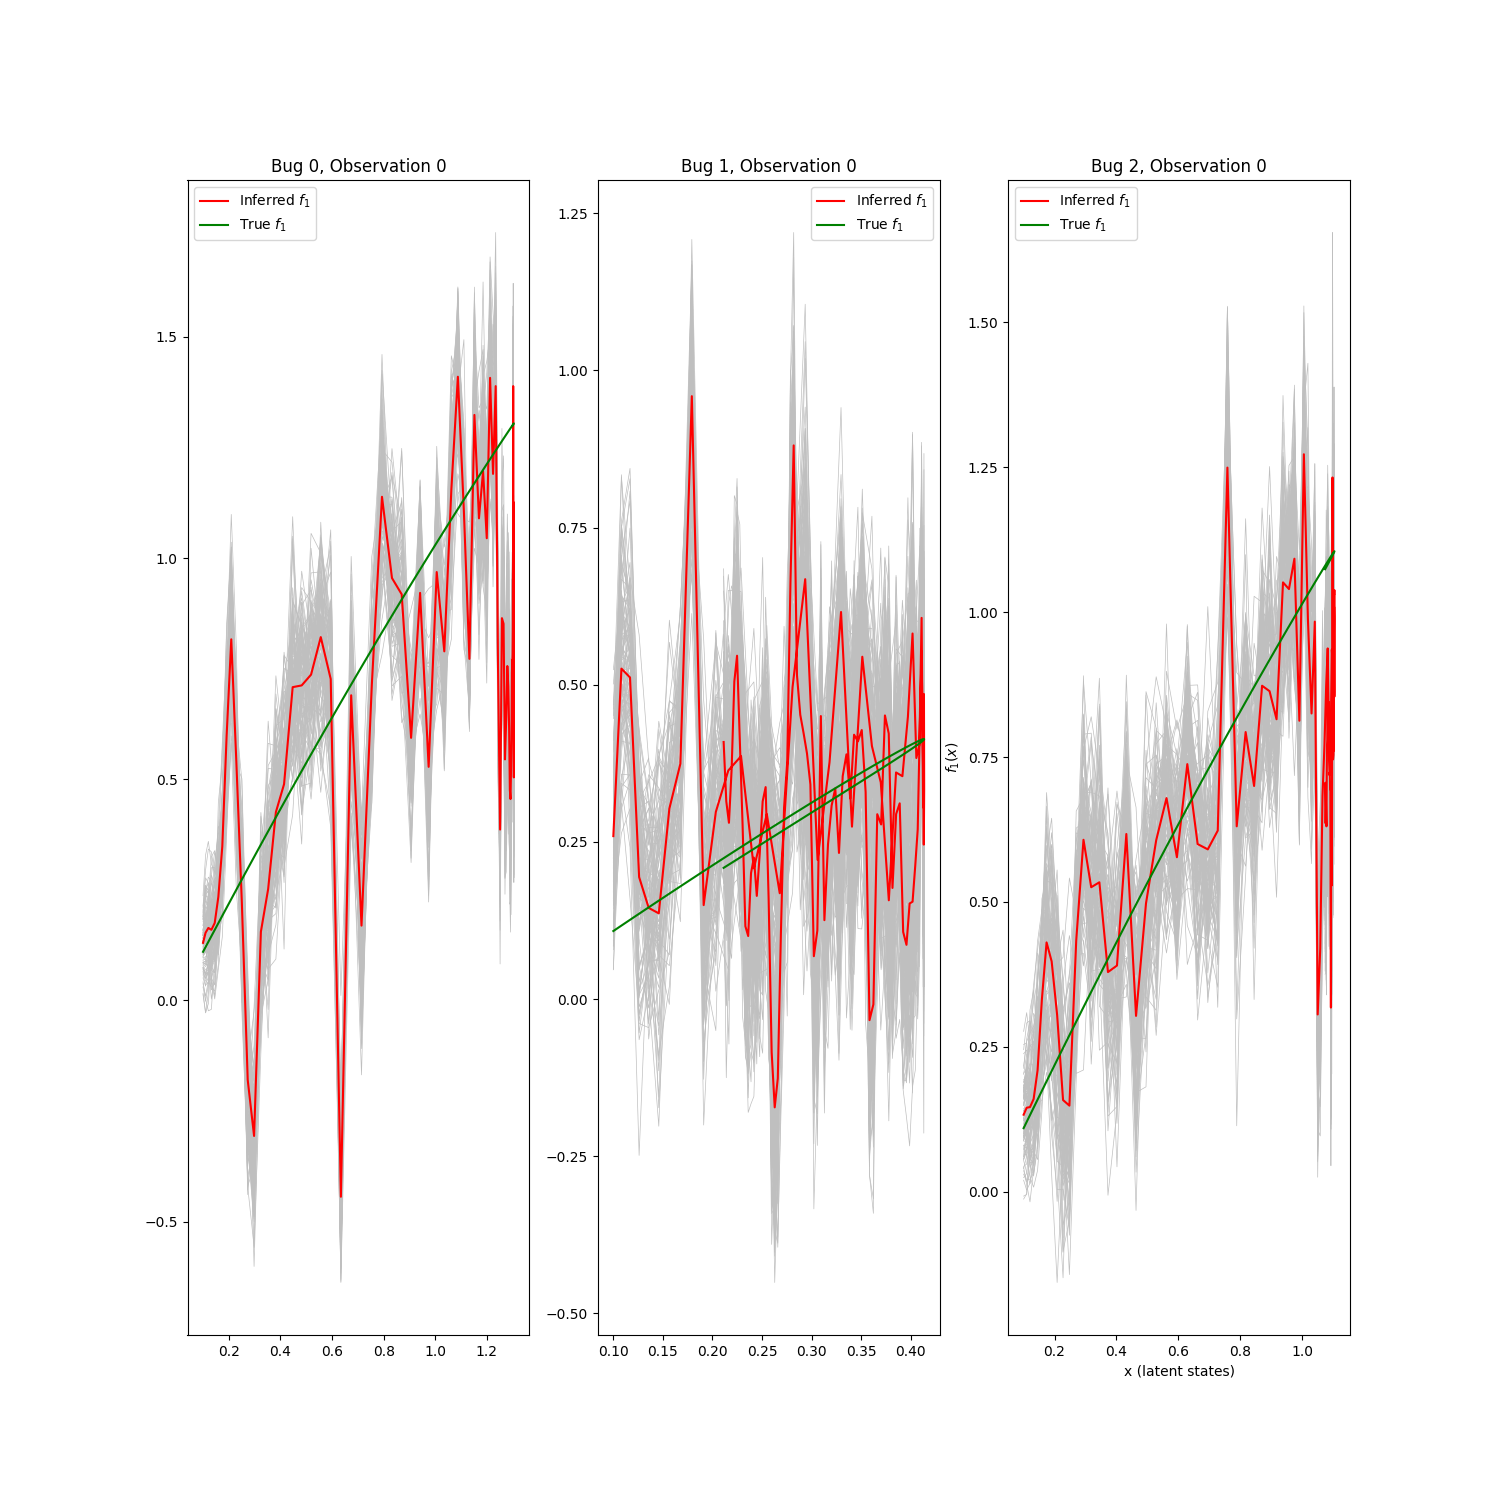 Bug 0, Observation 0
Inferred f₁
True f₁
1.5
1.0
0.5
0.0
−0.5
0.2 0.4 0.6 0.8 1.0 1.2
Bug 1, Observation 0
Inferred f₁
True f₁
1.25
1.00
0.75
0.50
0.25
0.00
−0.25
−0.50
0.10 0.15 0.20 0.25 0.30 0.35 0.40
Bug 2, Observation 0
Inferred f₁
True f₁
f₁(x)
1.50
1.25
1.00
0.75
0.50
0.25
0.00
0.2 0.4 0.6 0.8 1.0
x (latent states)